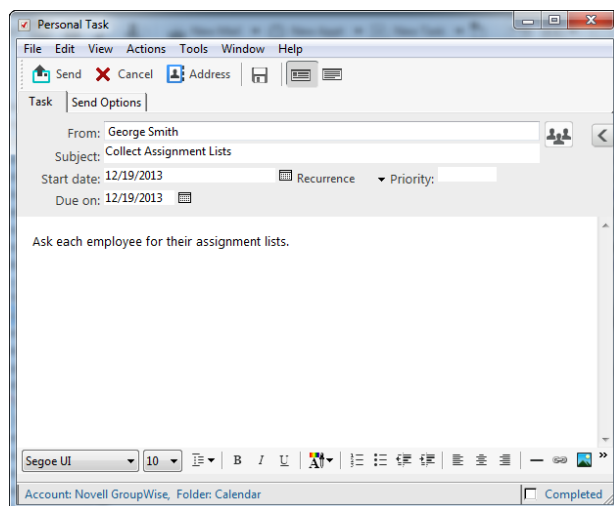 Personal Task
File Edit View Actions Tools Window Help
Send Cancel Address
Task Send Options
From: George Smith
Subject: Collect Assignment Lists
Start date: 12/19/2013 Recurrence Priority:
Due on: 12/19/2013
Ask each employee for their assignment lists.
Segoe UI 10 B I U A »
Account: Novell GroupWise, Folder: Calendar Completed